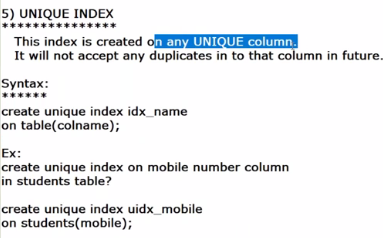 5) UNIQUE INDEX
***************
This index is created on any UNIQUE column.
It will not accept any duplicates in to that column in future.
Syntax:
******
create unique index idx_name
on table(colname);
Ex:
create unique index on mobile number column
in students table?
create unique index uidx_mobile
on students(mobile);